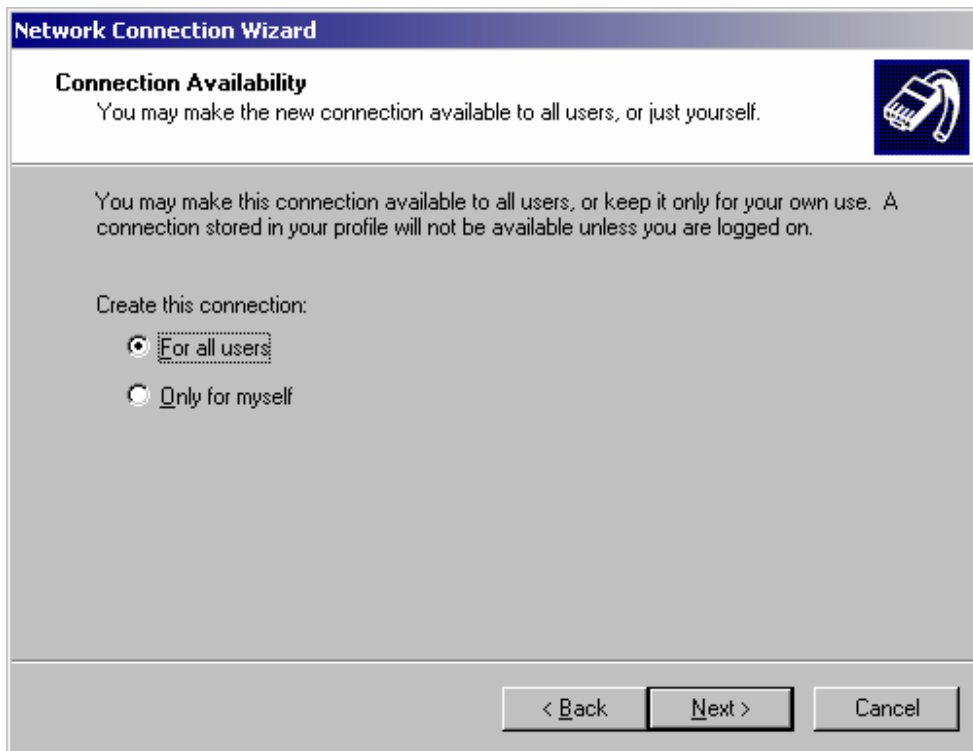 Network Connection Wizard
Connection Availability
You may make the new connection available to all users, or just yourself.
You may make this connection available to all users, or keep it only for your own use.  A
connection stored in your profile will not be available unless you are logged on.
Create this connection:
For all users
Only for myself
< Back
Next >
Cancel